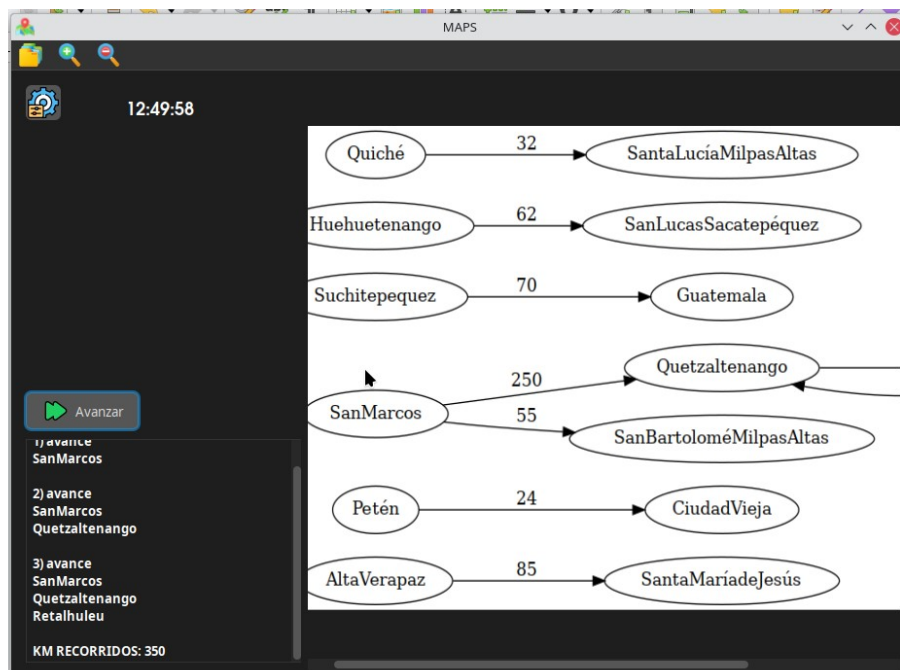 MAPS
12:49:58
Quiché
32
SantaLucíaMilpasAltas
Huehuetenango
62
SanLucasSacatepéquez
Suchitepequez
70
Guatemala
Quetzaltenango
250
SanMarcos
55
SanBartoloméMilpasAltas
Petén
24
CiudadVieja
AltaVerapaz
85
SantaMaríadeJesús
Avanzar
1) avance
SanMarcos
2) avance
SanMarcos
Quetzaltenango
3) avance
SanMarcos
Quetzaltenango
Retalhuleu
KM RECORRIDOS: 350